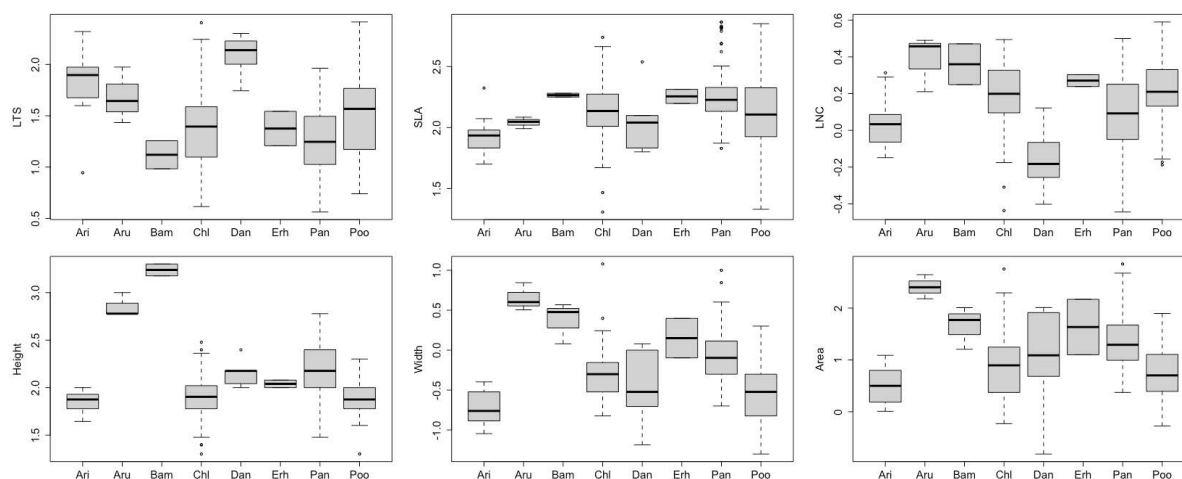 LTS
2.0
1.5
1.0
0.5
Ari Aru Bam Chl Dan Erh Pan Poo
SLA
2.5
2.0
1.5
Ari Aru Bam Chl Dan Erh Pan Poo
LNC
0.6
0.4
0.2
0.0
-0.2
-0.4
Ari Aru Bam Chl Dan Erh Pan Poo
Height
3.0
2.5
2.0
1.5
Ari Aru Bam Chl Dan Erh Pan Poo
Width
1.0
0.5
0.0
-0.5
-1.0
Ari Aru Bam Chl Dan Erh Pan Poo
Area
2
1
0
Ari Aru Bam Chl Dan Erh Pan Poo